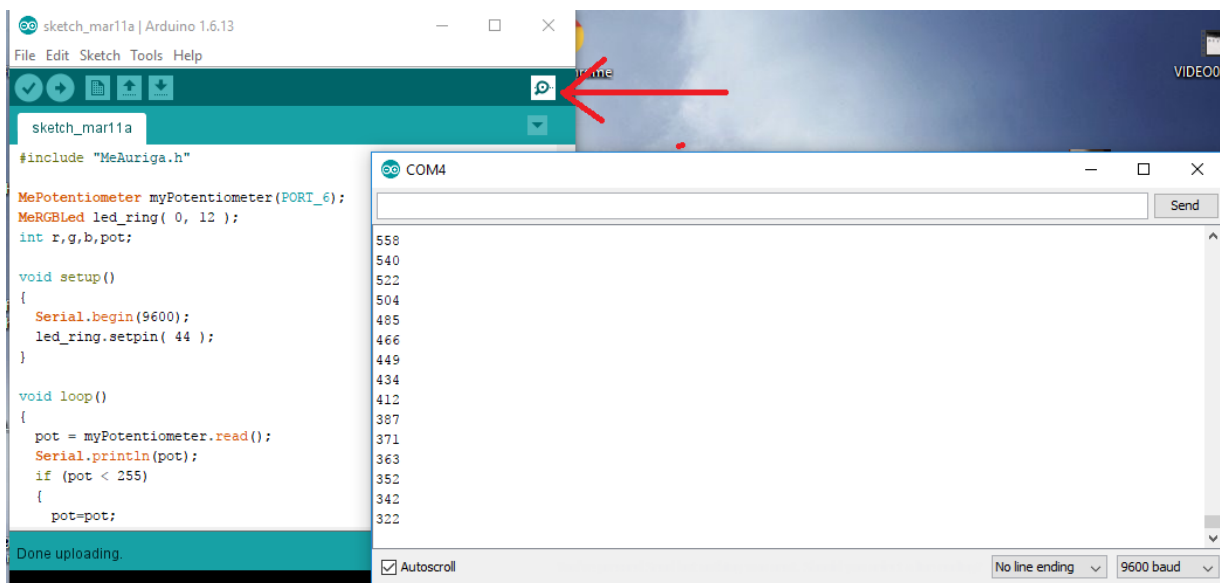 sketch_mar11a | Arduino 1.6.13
File Edit Sketch Tools Help
sketch_mar11a
#include "MeAuriga.h"
MePotentiometer myPotentiometer(PORT_6);
MeRGBLed led_ring( 0, 12 );
int r,g,b,pot;
void setup()
{
Serial.begin(9600);
led_ring.setpin( 44 );
}
void loop()
{
pot = myPotentiometer.read();
Serial.println(pot);
if (pot < 255)
{
pot=pot;
Done uploading.
VIDEO0
COM4
Send
558
540
522
504
485
466
449
434
412
387
371
363
352
342
322
Autoscroll
No line ending
9600 baud